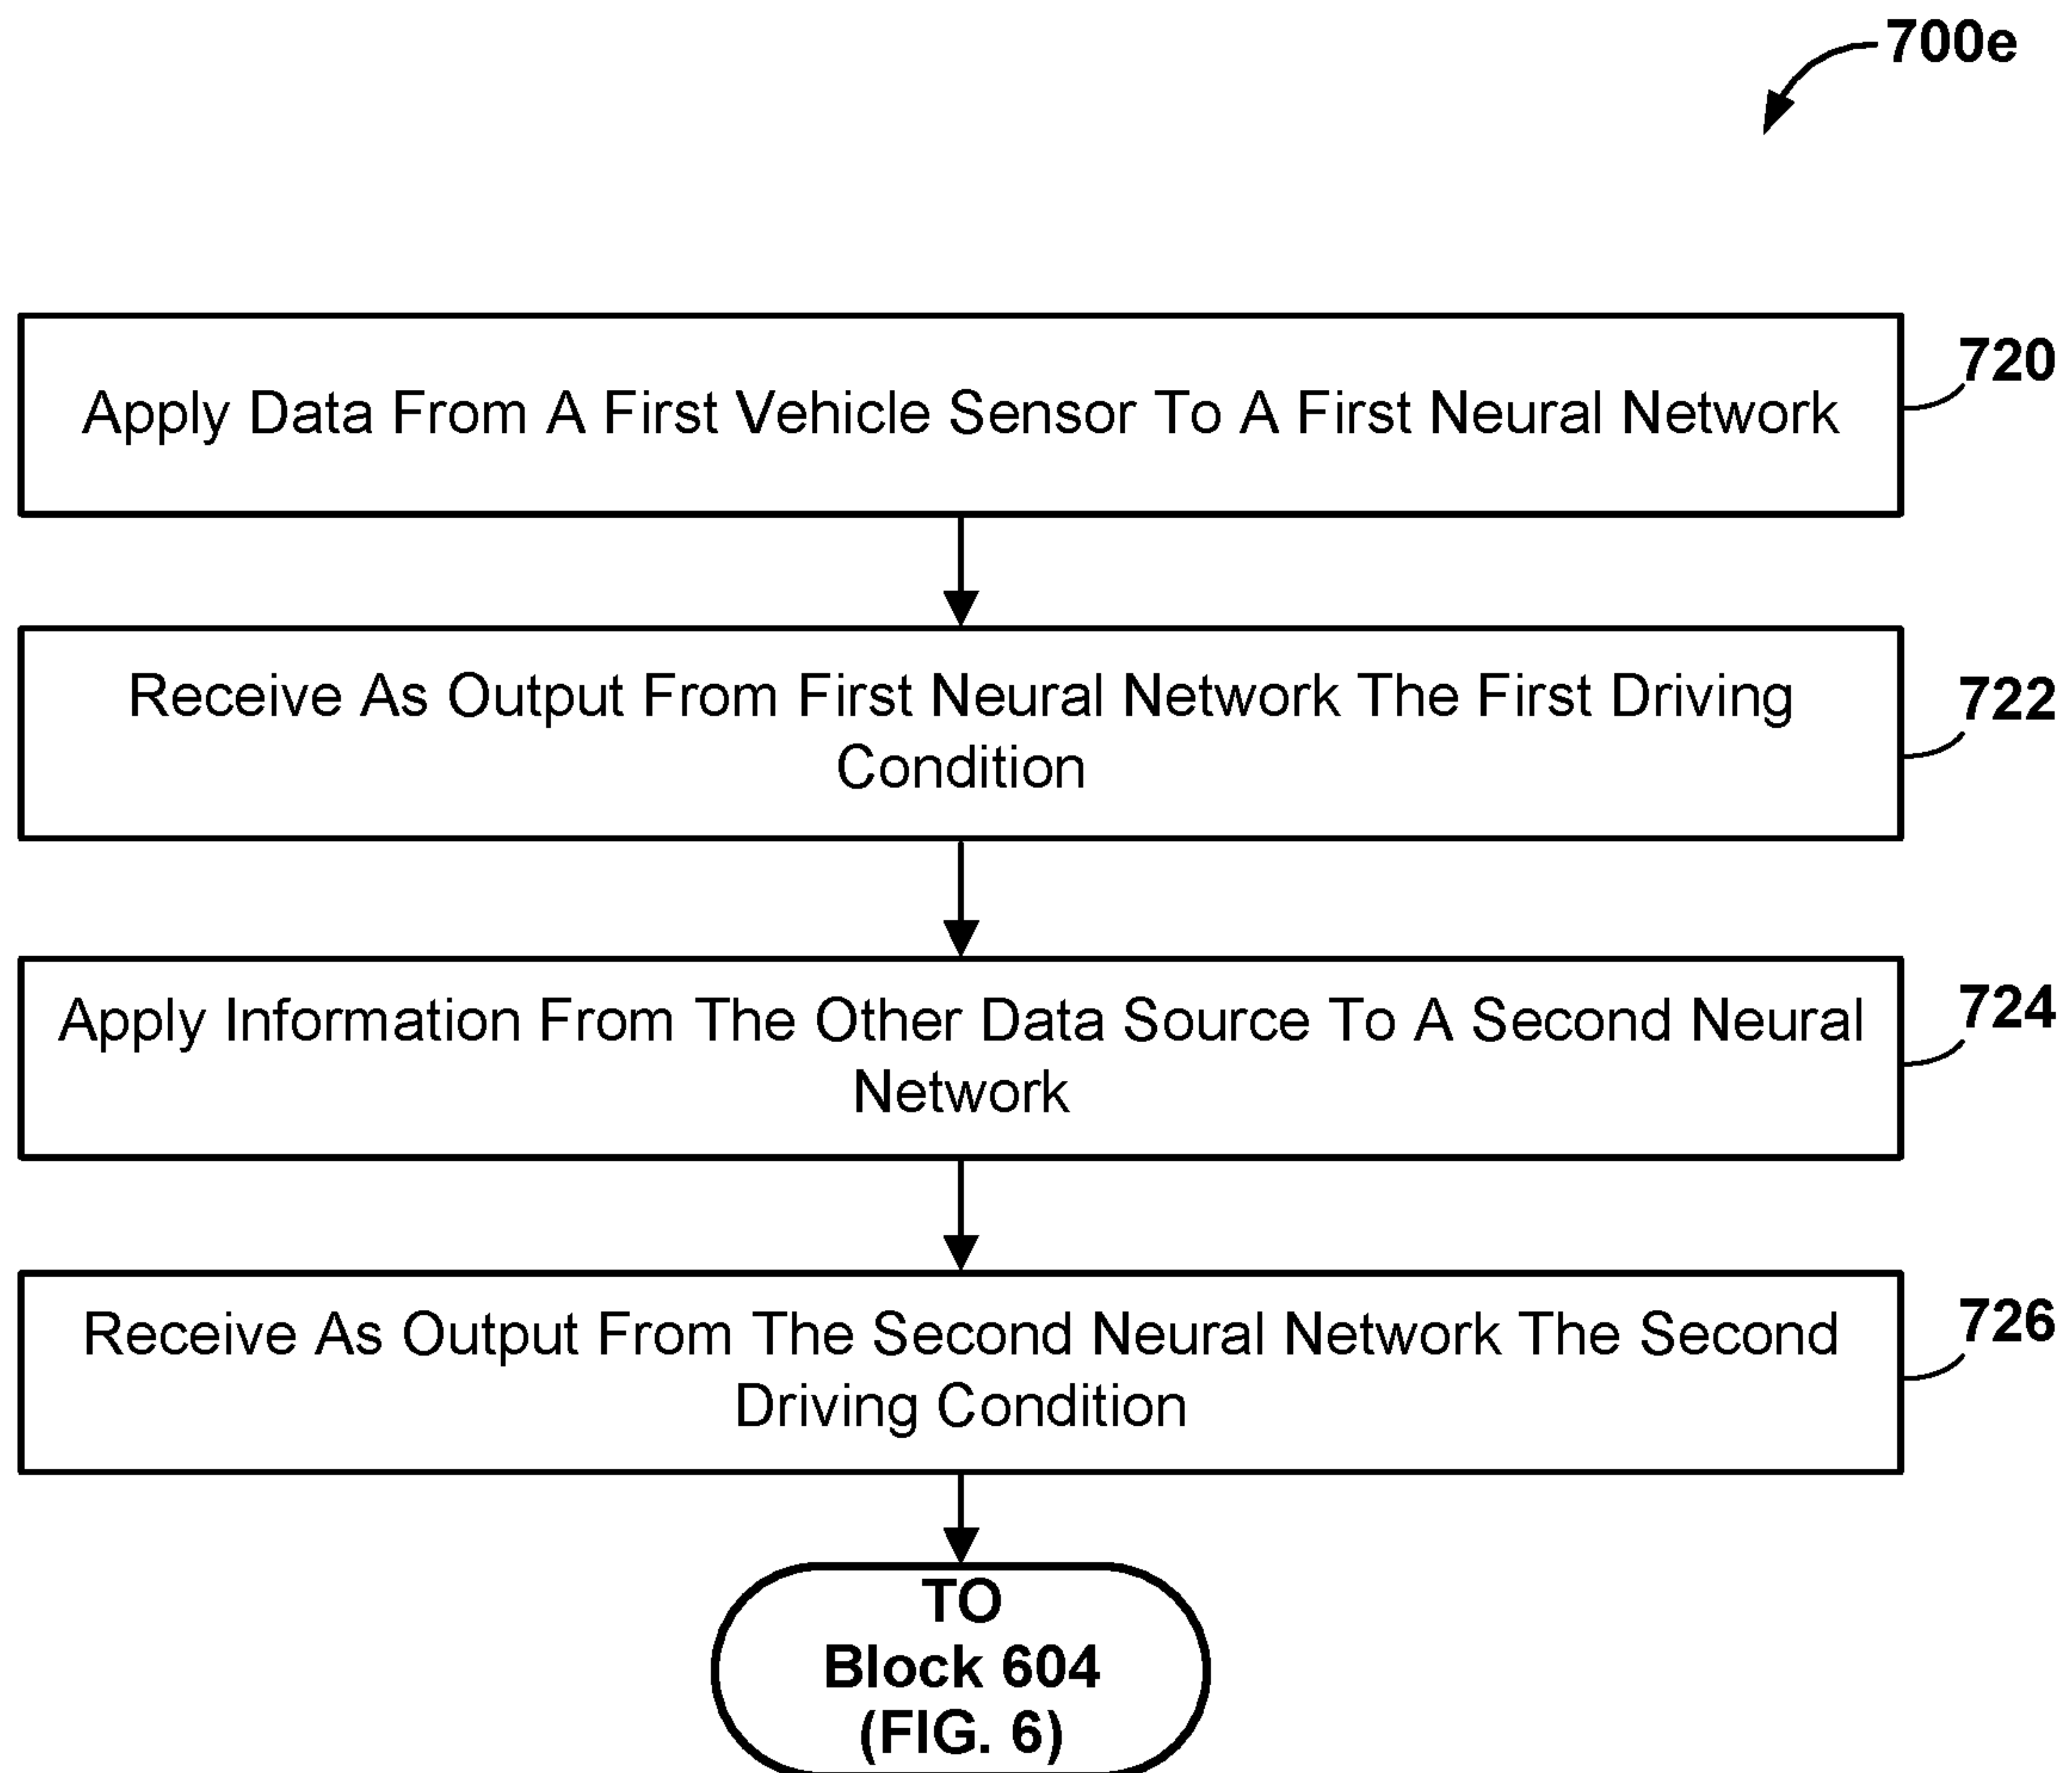 700e
Apply Data From A First Vehicle Sensor To A First Neural Network
720
Receive As Output From First Neural Network The First Driving
Condition
722
Apply Information From The Other Data Source To A Second Neural
Network
724
Receive As Output From The Second Neural Network The Second
Driving Condition
726
TO
Block 604
(FIG. 6)